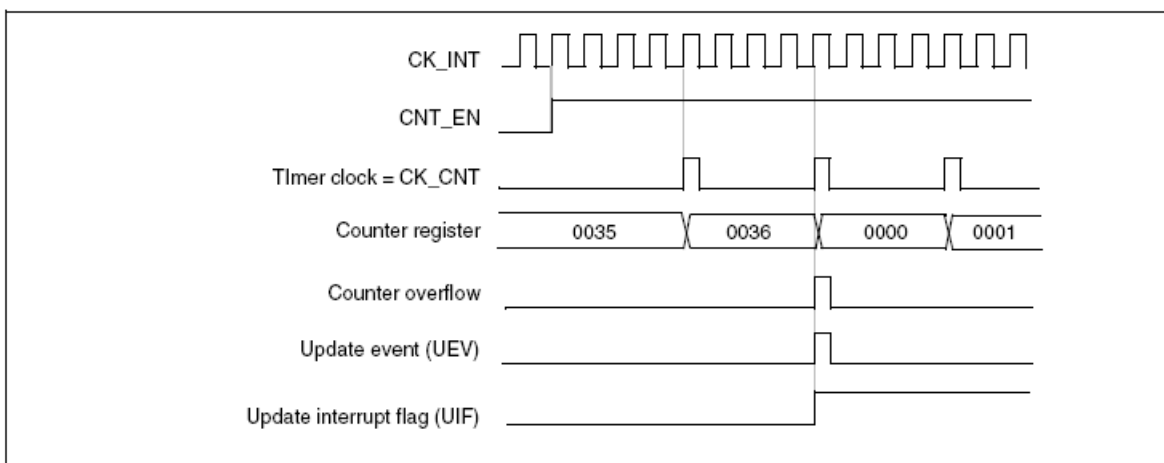 CK_INT
CNT_EN
TImer clock = CK_CNT
Counter register 0035 0036 0000 0001
Counter overflow
Update event (UEV)
Update interrupt flag (UIF)